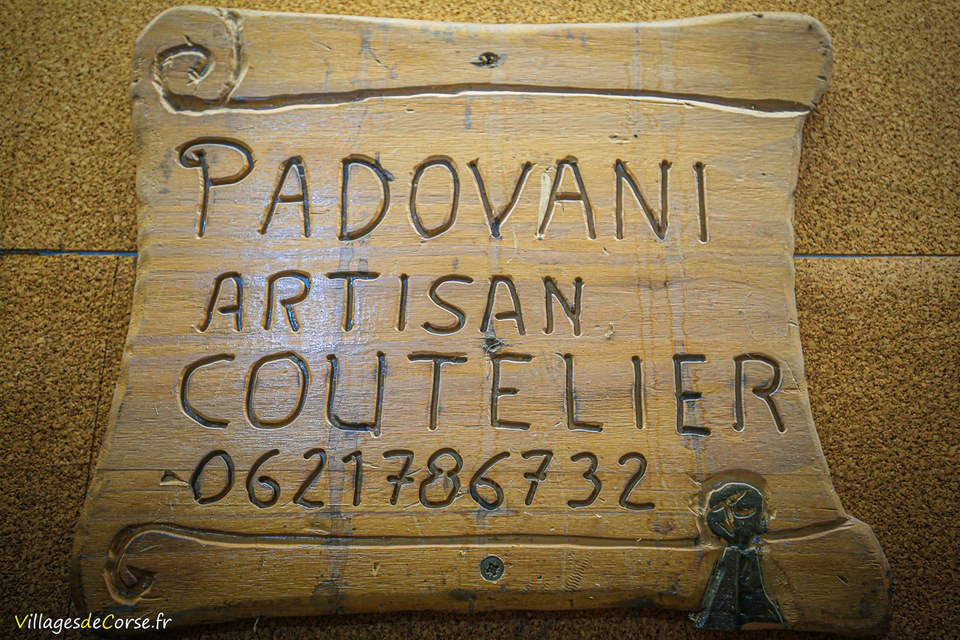 PADOVANI
ARTISAN
COUTELIER
0621786732
VillagesdeCorse.fr